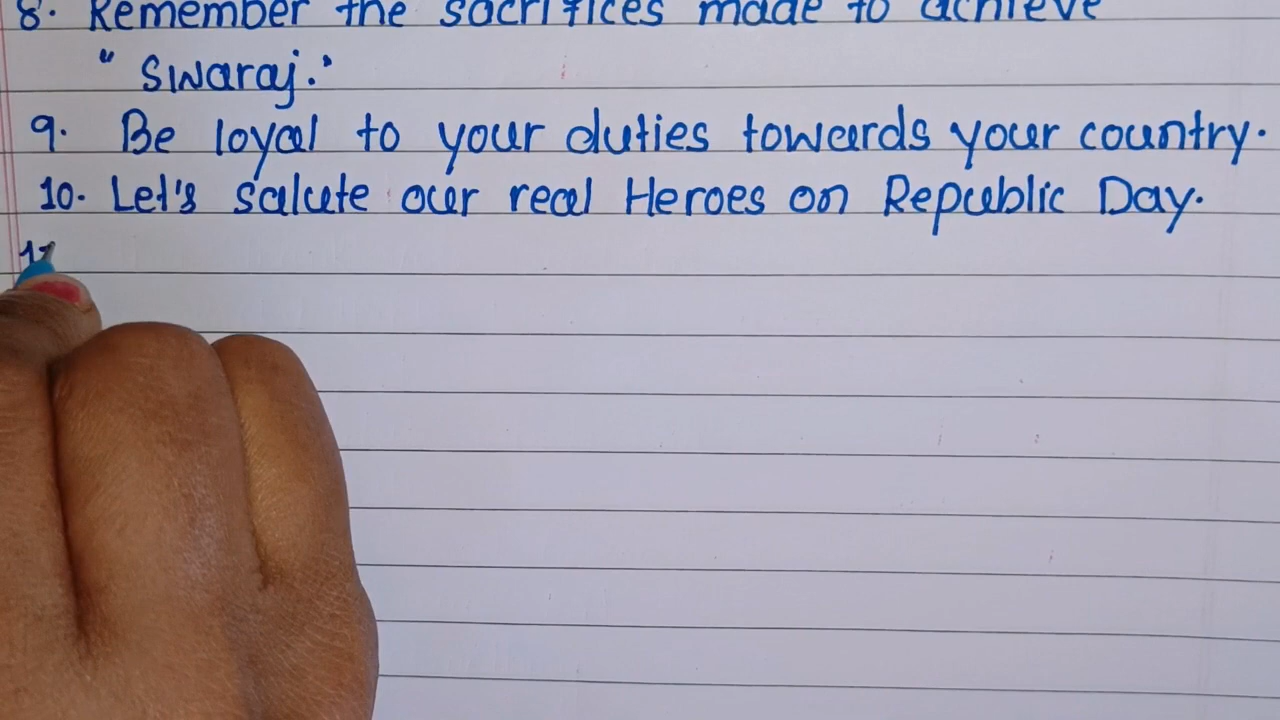 8. Remember the sacrifices made to achieve
" Swaraj."
9. Be loyal to your duties towards your country.
10. Let's salute our real Heroes on Republic Day.
11